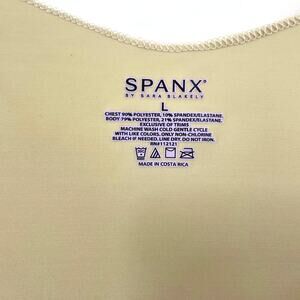 SPANX®
BY SARA BLAKELY
L
CHEST 90% POLYESTER, 10% SPANDEX/ELASTANE.
BODY 79% POLYESTER, 21% SPANDEX/ELASTANE.
EXCLUSIVE OF TRIMS
MACHINE WASH COLD GENTLE CYCLE
WITH LIKE COLORS, ONLY NON-CHLORINE
BLEACH IF NEEDED. LINE DRY, DO NOT IRON.
RN#112121
MADE IN COSTA RICA